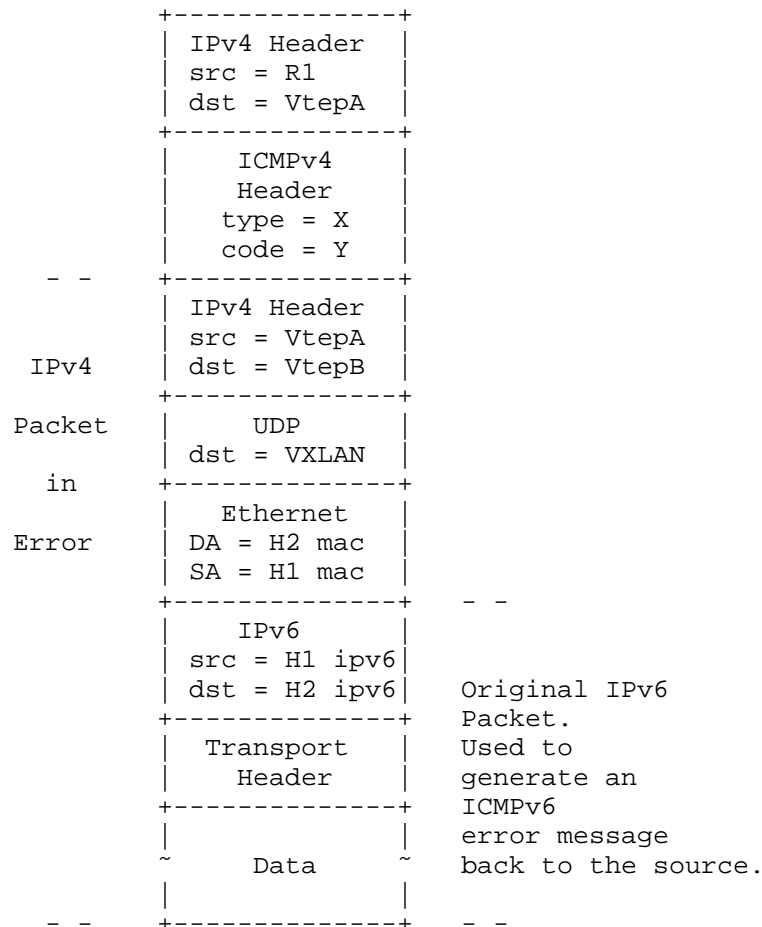 +--------------+
| IPv4 Header |
| src = R1 |
| dst = VtepA |
+--------------+
| ICMPv4 |
| Header |
| type = X |
| code = Y |
- - +--------------+
| IPv4 Header |
| src = VtepA |
IPv4 | dst = VtepB |
+--------------+
Packet | UDP |
| dst = VXLAN |
in +--------------+
| Ethernet |
Error | DA = H2 mac |
| SA = H1 mac |
+--------------+ - -
| IPv6 |
| src = H1 ipv6|
| dst = H2 ipv6| Original IPv6
+--------------+ Packet.
| Transport | Used to
| Header | generate an
+--------------+ ICMPv6
| | error message
~ Data ~ back to the source.
| |
- - +--------------+ - -